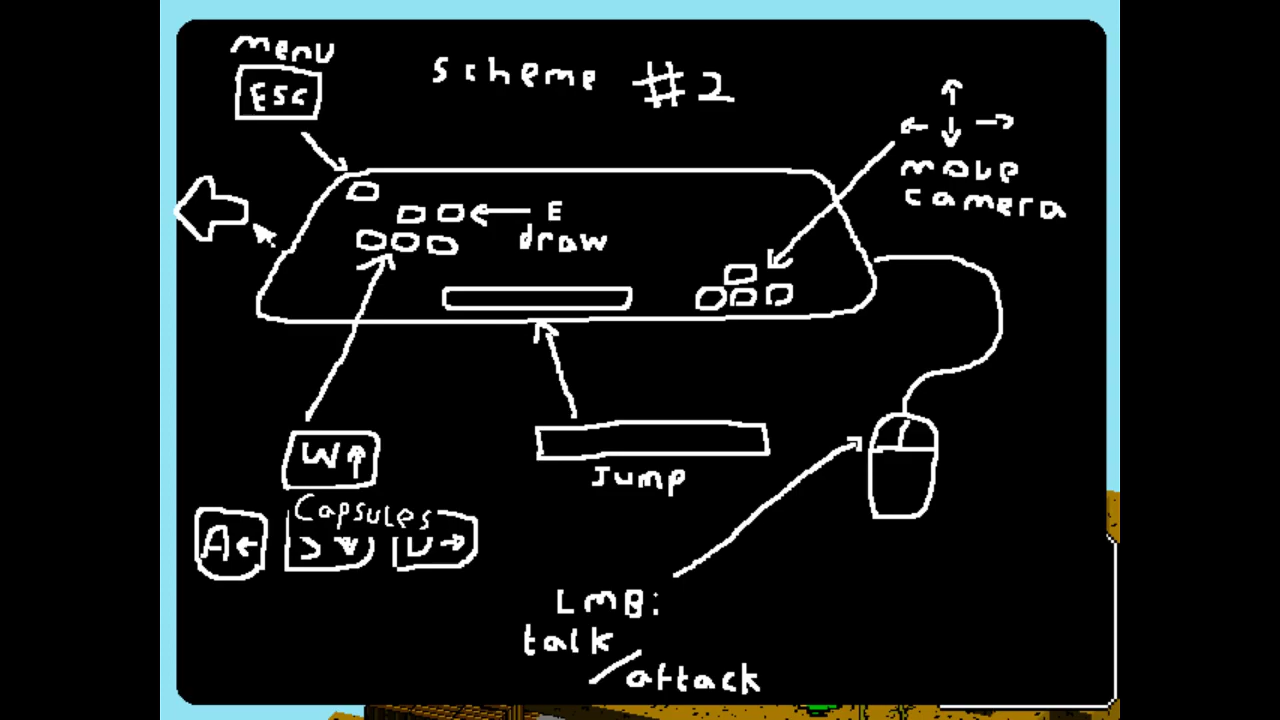 menu
ESC
scheme #2
move
camera
E
draw
W
Capsules
A
Jump
LMB:
talk
/attack